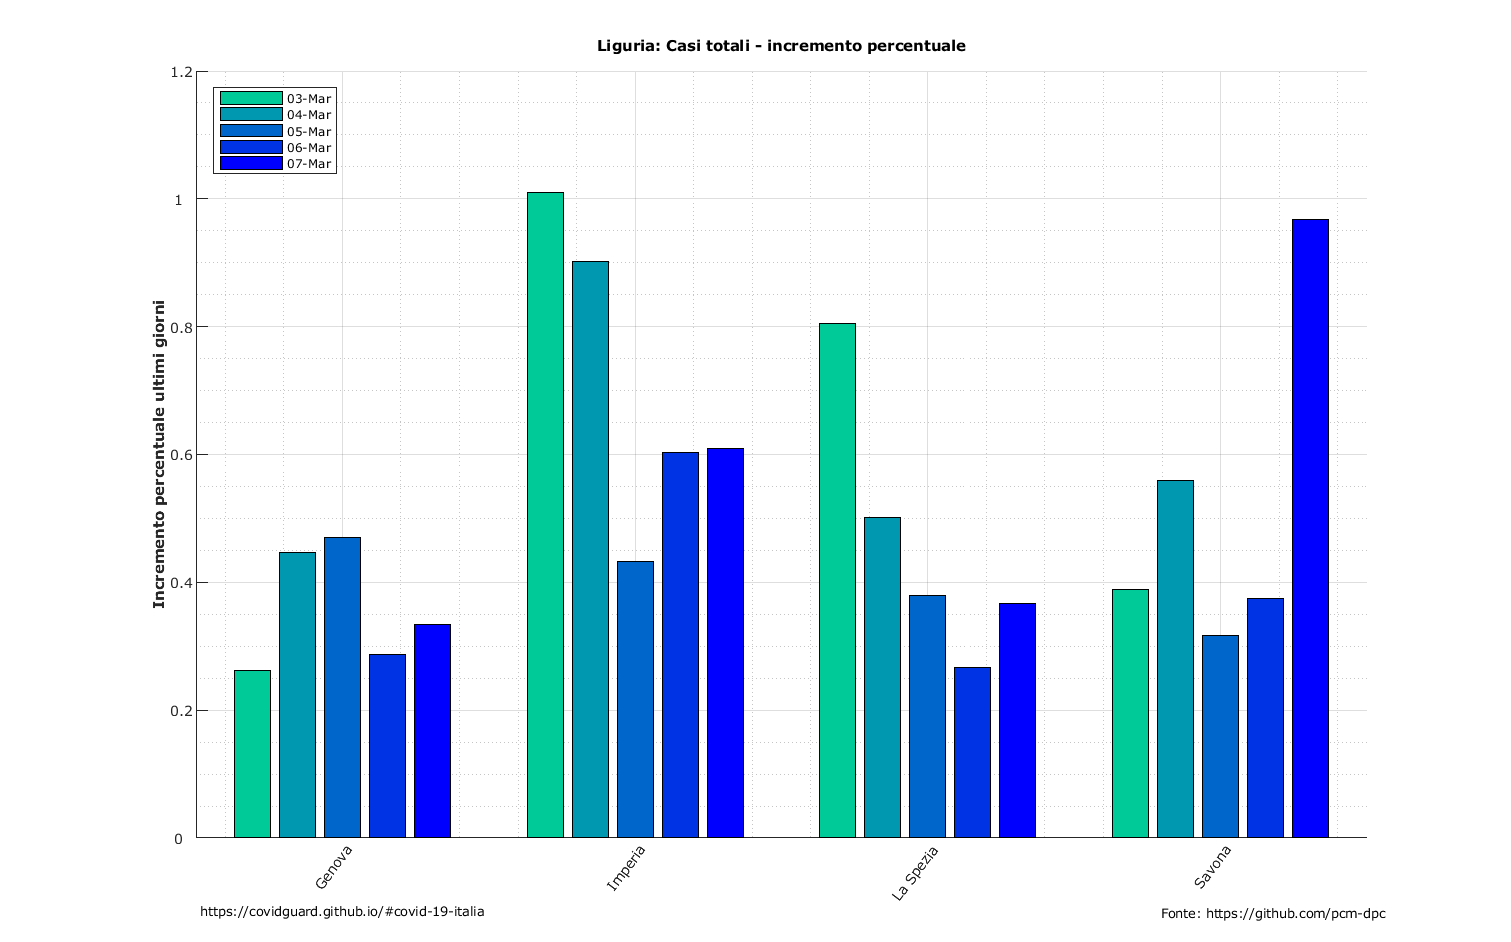 Liguria: Casi totali - incremento percentuale
1.2
1
0.8
0.6
0.4
0.2
0
Incremento percentuale ultimi giorni
03-Mar
04-Mar
05-Mar
06-Mar
07-Mar
Genova
Imperia
La Spezia
Savona
https://covidguard.github.io/#covid-19-italia
Fonte: https://github.com/pcm-dpc